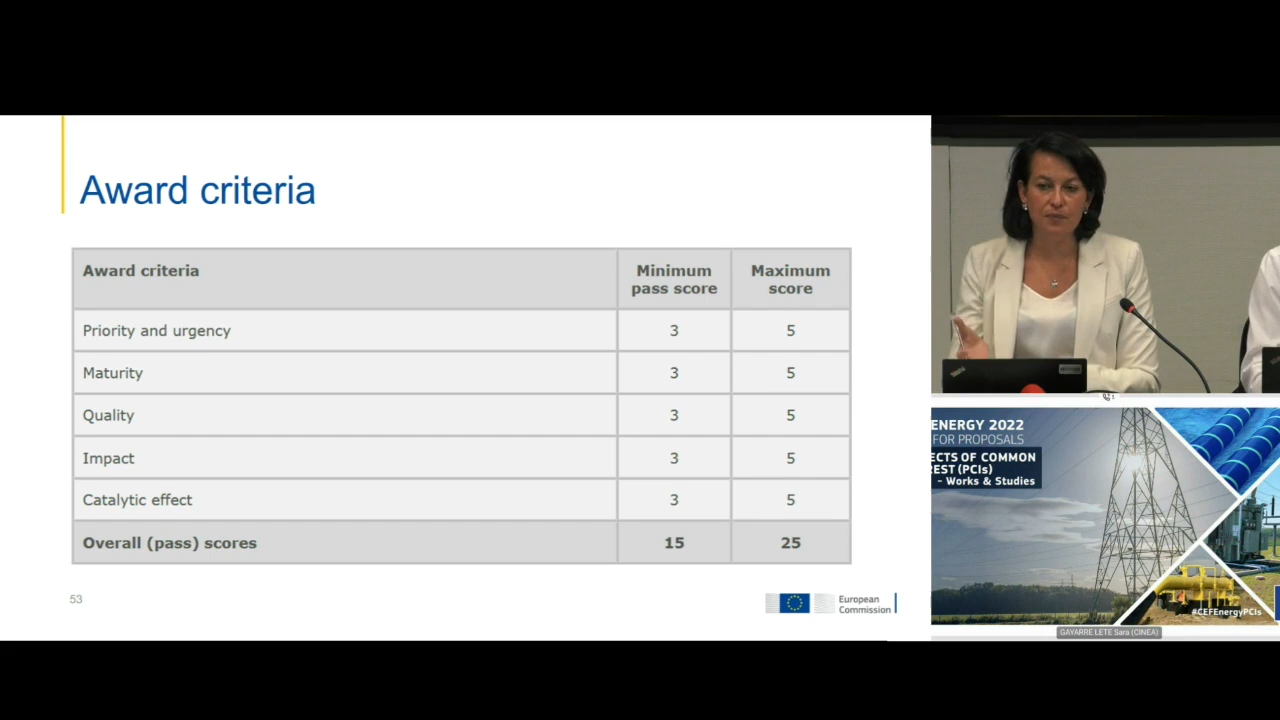 Award criteria
Award criteria Minimum pass score Maximum score
Priority and urgency 3 5
Maturity 3 5
Quality 3 5
Impact 3 5
Catalytic effect 3 5
Overall (pass) scores 15 25
53
European
Commission
ENERGY 2022
FOR PROPOSALS
ECTS OF COMMON
REST (PCIs)
- Works & Studies
#CEFEnergyPCIs
GAYARRE LETE Sara (CINEA)